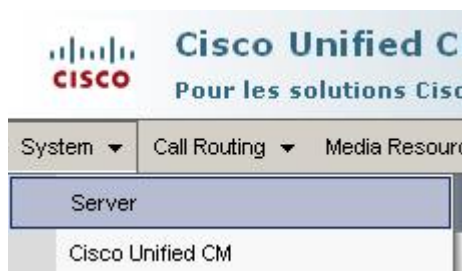 CISCO
Cisco Unified C
Pour les solutions Cisc
System Call Routing Media Resour
Server
Cisco Unified CM